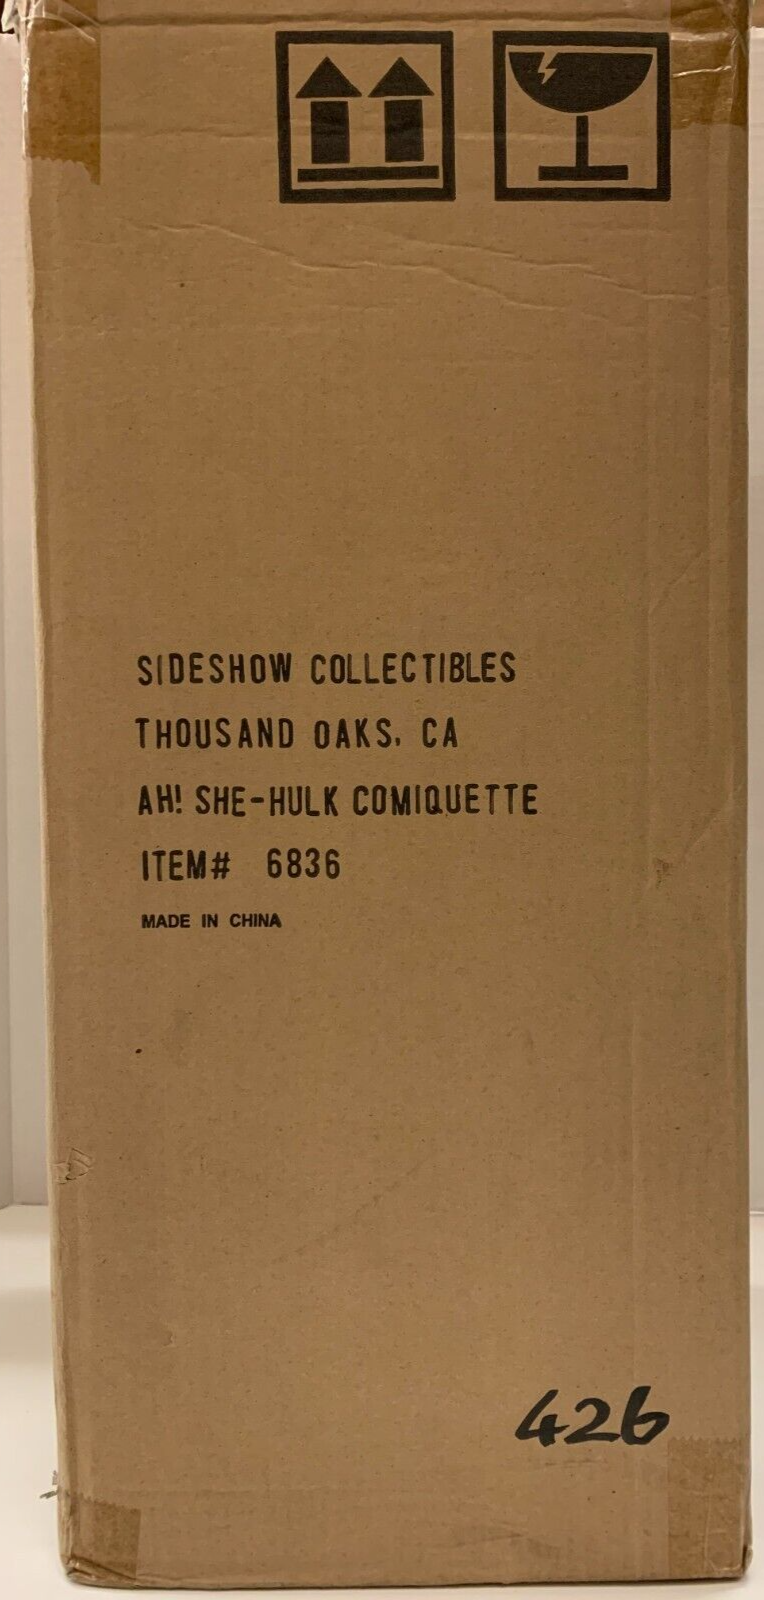 SIDESHOW COLLECTIBLES
THOUSAND OAKS, CA
AH! SHE-HULK COMIQUETTE
ITEM# 6836
MADE IN CHINA
426